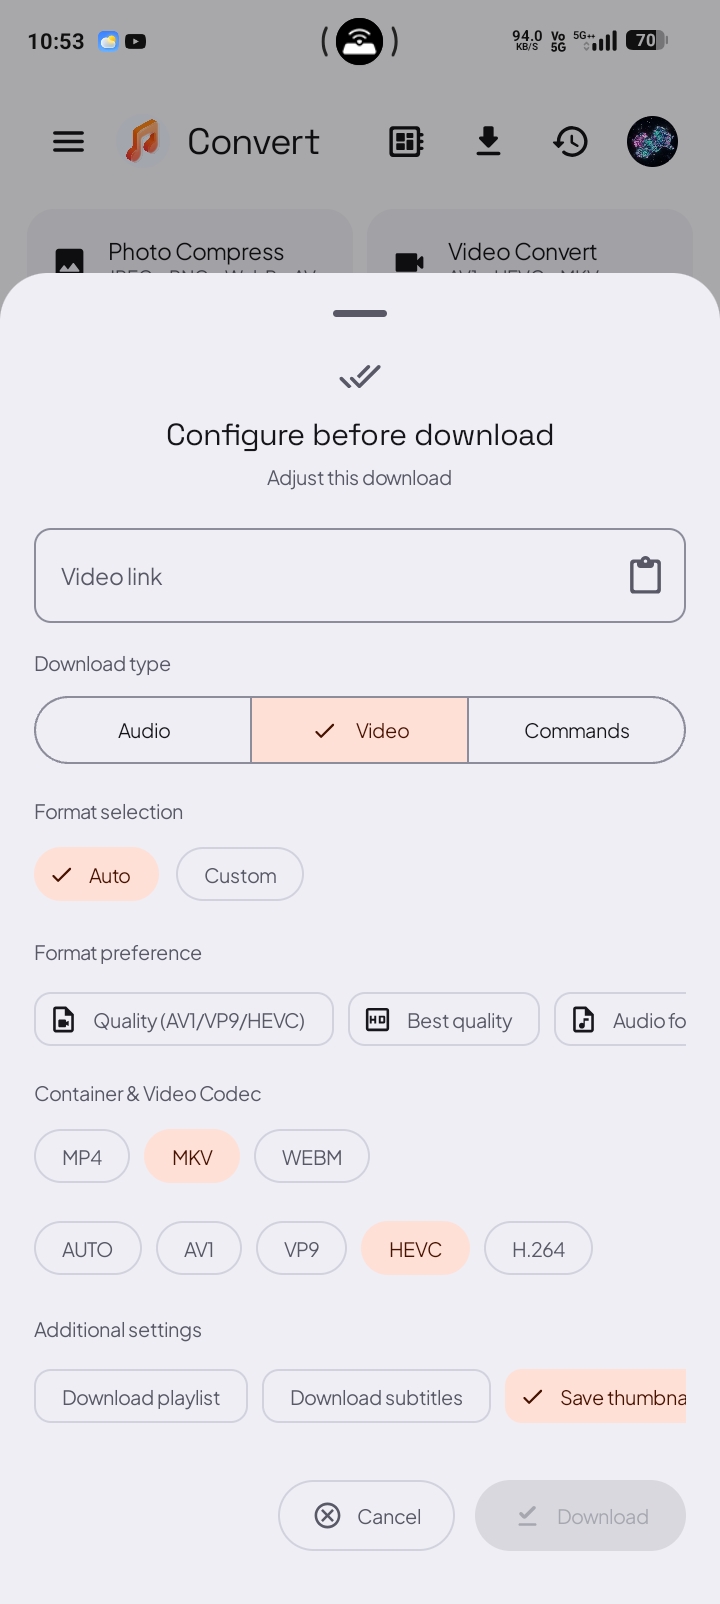 10:53
94.0 KB/S Vo 5G 5G++ 70
Convert
Photo Compress
Video Convert
Configure before download
Adjust this download
Video link
Download type
Audio
Video
Commands
Format selection
Auto
Custom
Format preference
Quality (AV1/VP9/HEVC)
Best quality
Audio fo
Container & Video Codec
MP4
MKV
WEBM
AUTO
AV1
VP9
HEVC
H.264
Additional settings
Download playlist
Download subtitles
Save thumbna
Cancel
Download